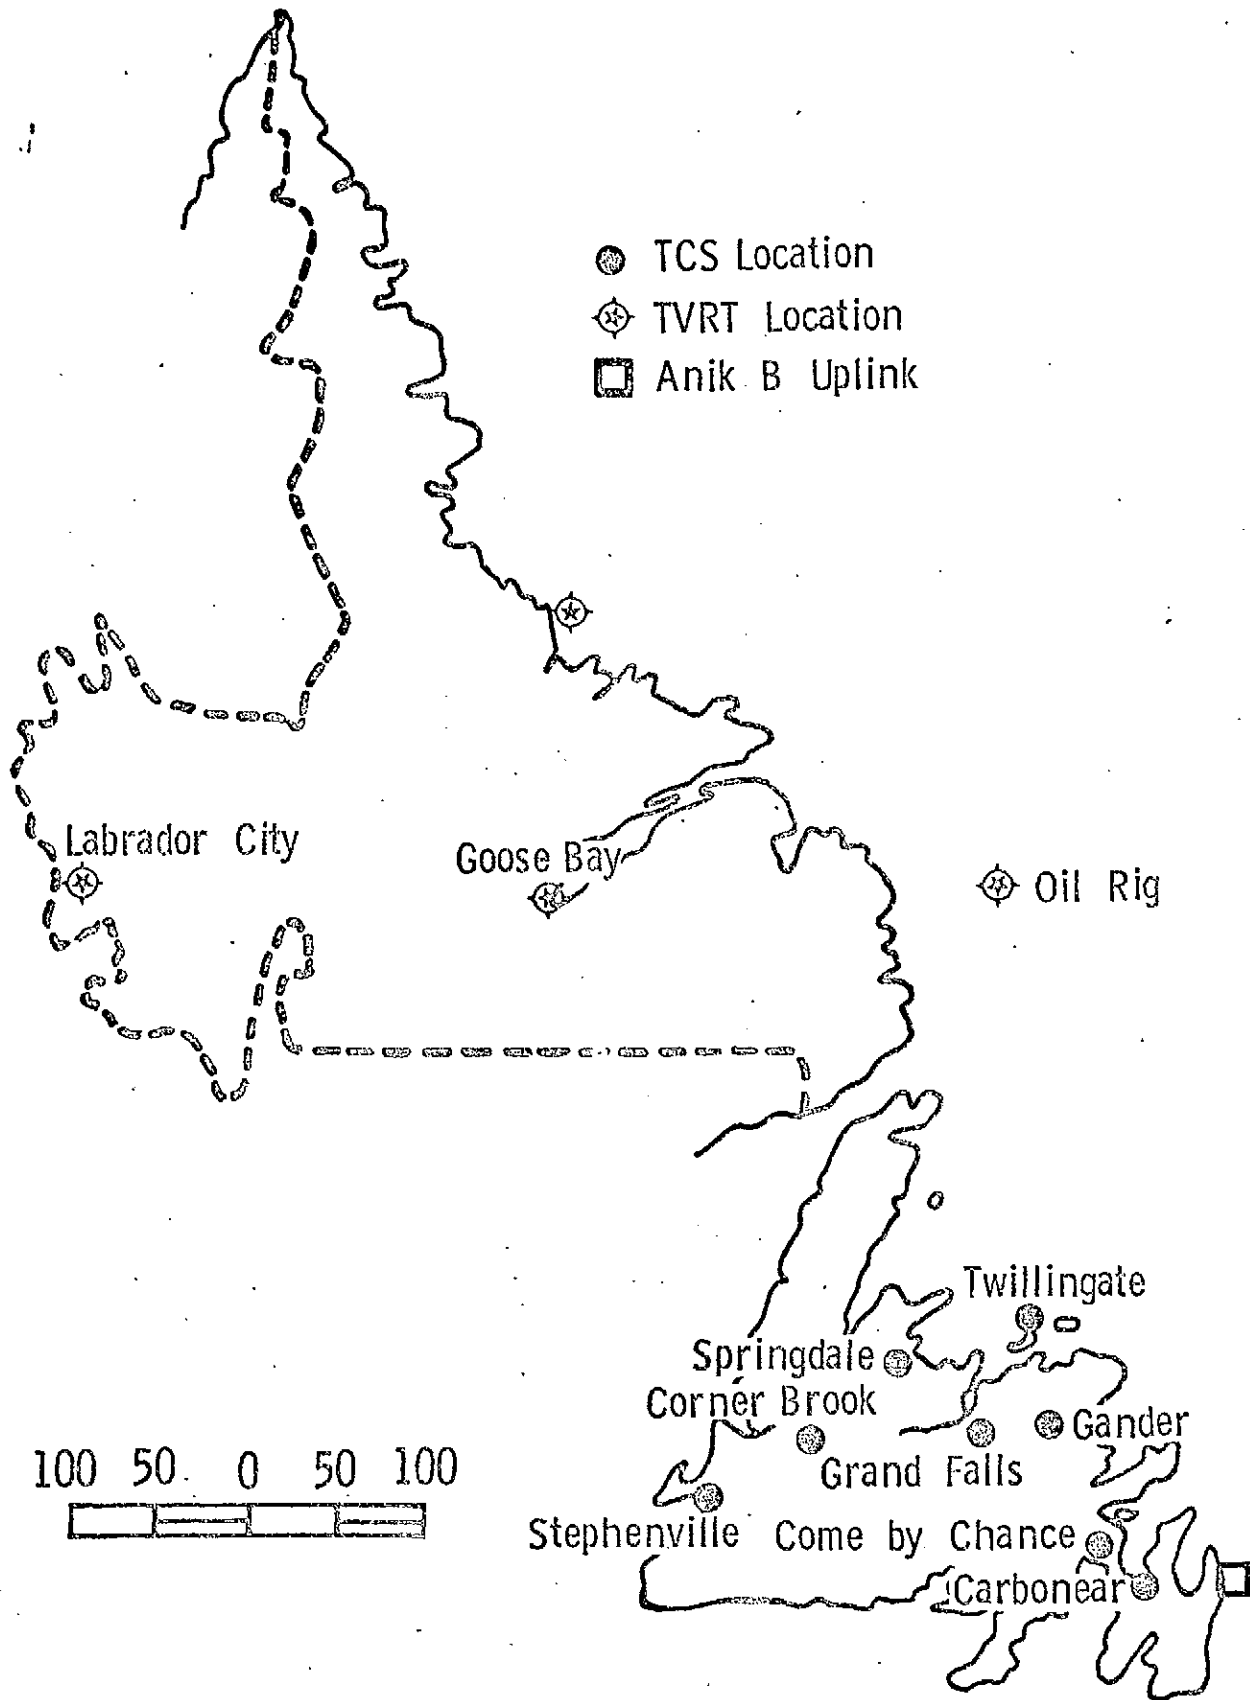 TCS Location
TVRT Location
Anik B Uplink
Labrador City
Goose Bay
Oil Rig
Twillingate
Springdale
Corner Brook
Gander
Grand Falls
100 50 0 50 100
Stephenville
Come by Chance
Carbonear